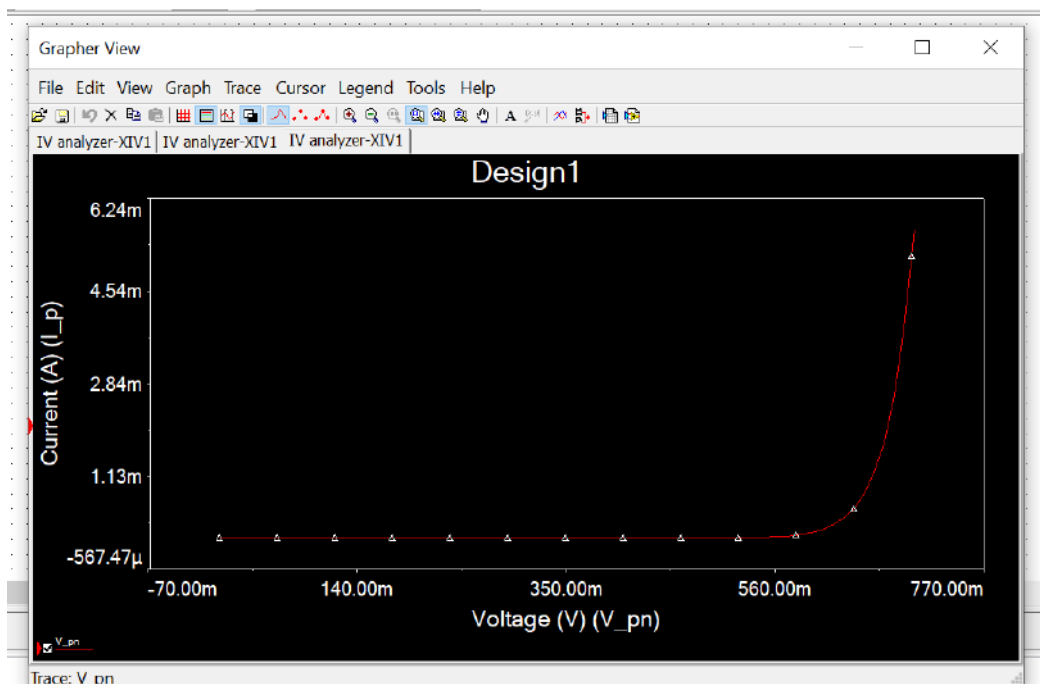 Grapher View
File Edit View Graph Trace Cursor Legend Tools Help
IV analyzer-XIV1 IV analyzer-XIV1 IV analyzer-XIV1
Design1
6.24m
4.54m
2.84m
1.13m
-567.47µ
Current (A) (I_p)
-70.00m 140.00m 350.00m 560.00m 770.00m
Voltage (V) (V_pn)
V_pn
Trace: V_pn